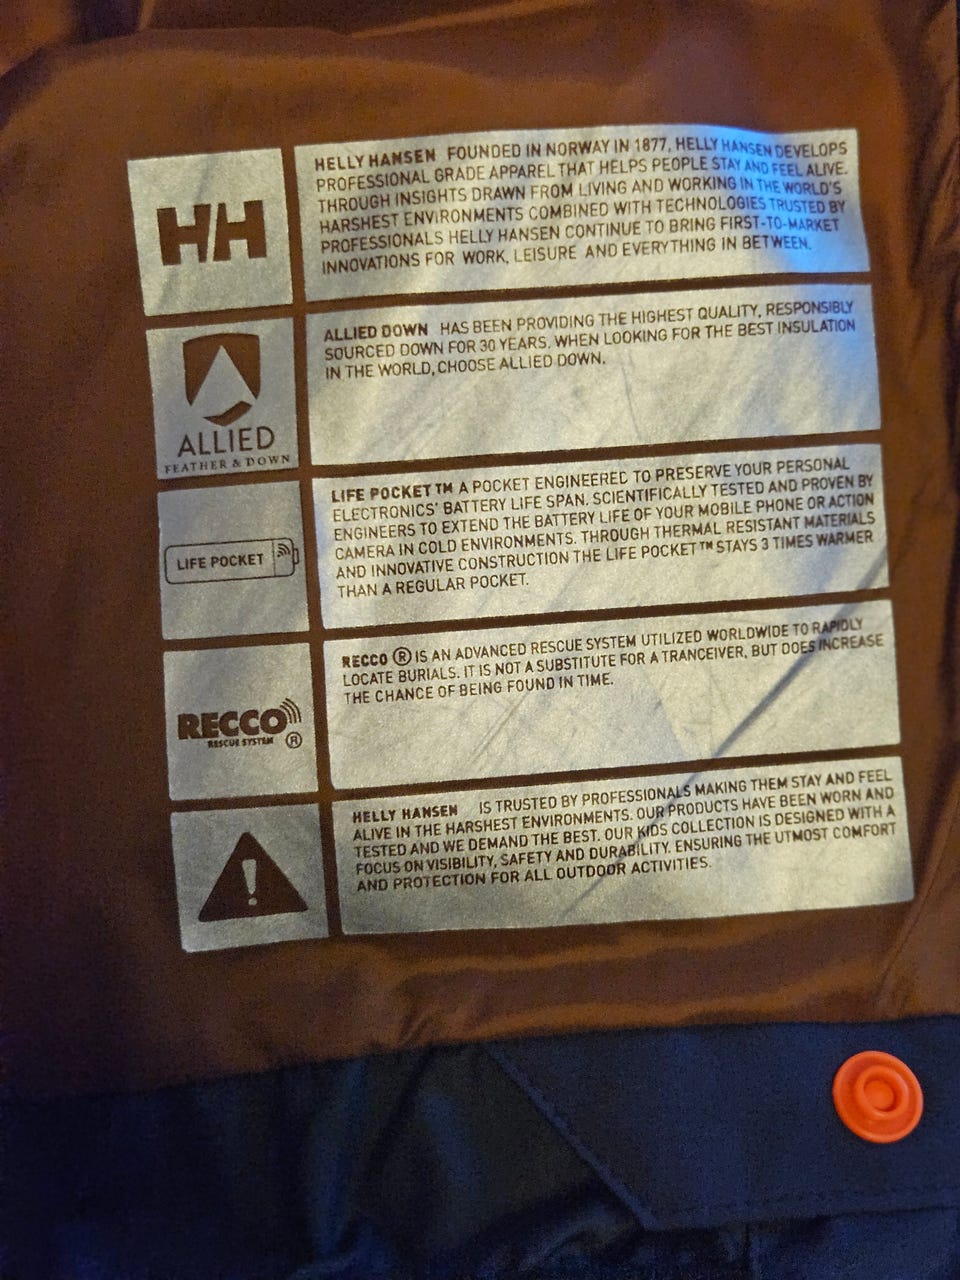 HH
HELLY HANSEN FOUNDED IN NORWAY IN 1877, HELLY HANSEN DEVELOPS
PROFESSIONAL GRADE APPAREL THAT HELPS PEOPLE STAY AND FEEL ALIVE.
THROUGH INSIGHTS DRAWN FROM LIVING AND WORKING IN THE WORLD'S
HARSHEST ENVIRONMENTS COMBINED WITH TECHNOLOGIES TRUSTED BY
PROFESSIONALS HELLY HANSEN CONTINUE TO BRING FIRST-TO-MARKET
INNOVATIONS FOR WORK, LEISURE AND EVERYTHING IN BETWEEN.
ALLIED
FEATHER & DOWN
ALLIED DOWN HAS BEEN PROVIDING THE HIGHEST QUALITY, RESPONSIBLY
SOURCED DOWN FOR 30 YEARS. WHEN LOOKING FOR THE BEST INSULATION
IN THE WORLD, CHOOSE ALLIED DOWN.
LIFE POCKET
LIFE POCKET™ A POCKET ENGINEERED TO PRESERVE YOUR PERSONAL
ELECTRONICS' BATTERY LIFE SPAN. SCIENTIFICALLY TESTED AND PROVEN BY
ENGINEERS TO EXTEND THE BATTERY LIFE OF YOUR MOBILE PHONE OR ACTION
CAMERA IN COLD ENVIRONMENTS. THROUGH THERMAL RESISTANT MATERIALS
AND INNOVATIVE CONSTRUCTION THE LIFE POCKET™ STAYS 3 TIMES WARMER
THAN A REGULAR POCKET.
RECCO
RESCUE SYSTEM ®
RECCO ® IS AN ADVANCED RESCUE SYSTEM UTILIZED WORLDWIDE TO RAPIDLY
LOCATE BURIALS. IT IS NOT A SUBSTITUTE FOR A TRANCEIVER, BUT DOES INCREASE
THE CHANCE OF BEING FOUND IN TIME.
!
HELLY HANSEN IS TRUSTED BY PROFESSIONALS MAKING THEM STAY AND FEEL
ALIVE IN THE HARSHEST ENVIRONMENTS. OUR PRODUCTS HAVE BEEN WORN AND
TESTED AND WE DEMAND THE BEST. OUR KIDS COLLECTION IS DESIGNED WITH A
FOCUS ON VISIBILITY, SAFETY AND DURABILITY. ENSURING THE UTMOST COMFORT
AND PROTECTION FOR ALL OUTDOOR ACTIVITIES.